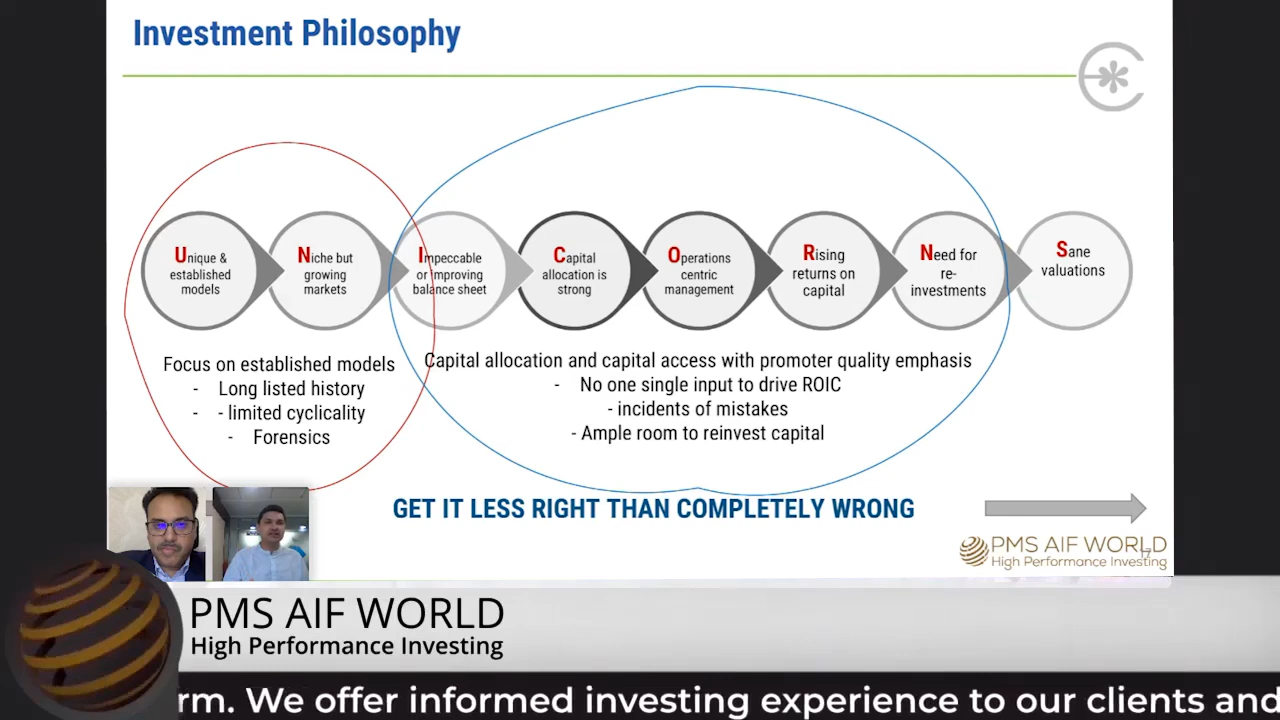 Investment Philosophy
Unique &
established
models
Niche but
growing
markets
Impeccable
or improving
balance sheet
Capital
allocation is
strong
Operations
centric
management
Rising
returns on
capital
Need for
re-
investments
Sane
valuations
Focus on established models
- Long listed history
- - limited cyclicality
- Forensics
Capital allocation and capital access with promoter quality emphasis
- No one single input to drive ROIC
- incidents of mistakes
- Ample room to reinvest capital
GET IT LESS RIGHT THAN COMPLETELY WRONG
PMS AIF WORLD
High Performance Investing
17
PMS AIF WORLD
High Performance Investing
rm. We offer informed investing experience to our clients and